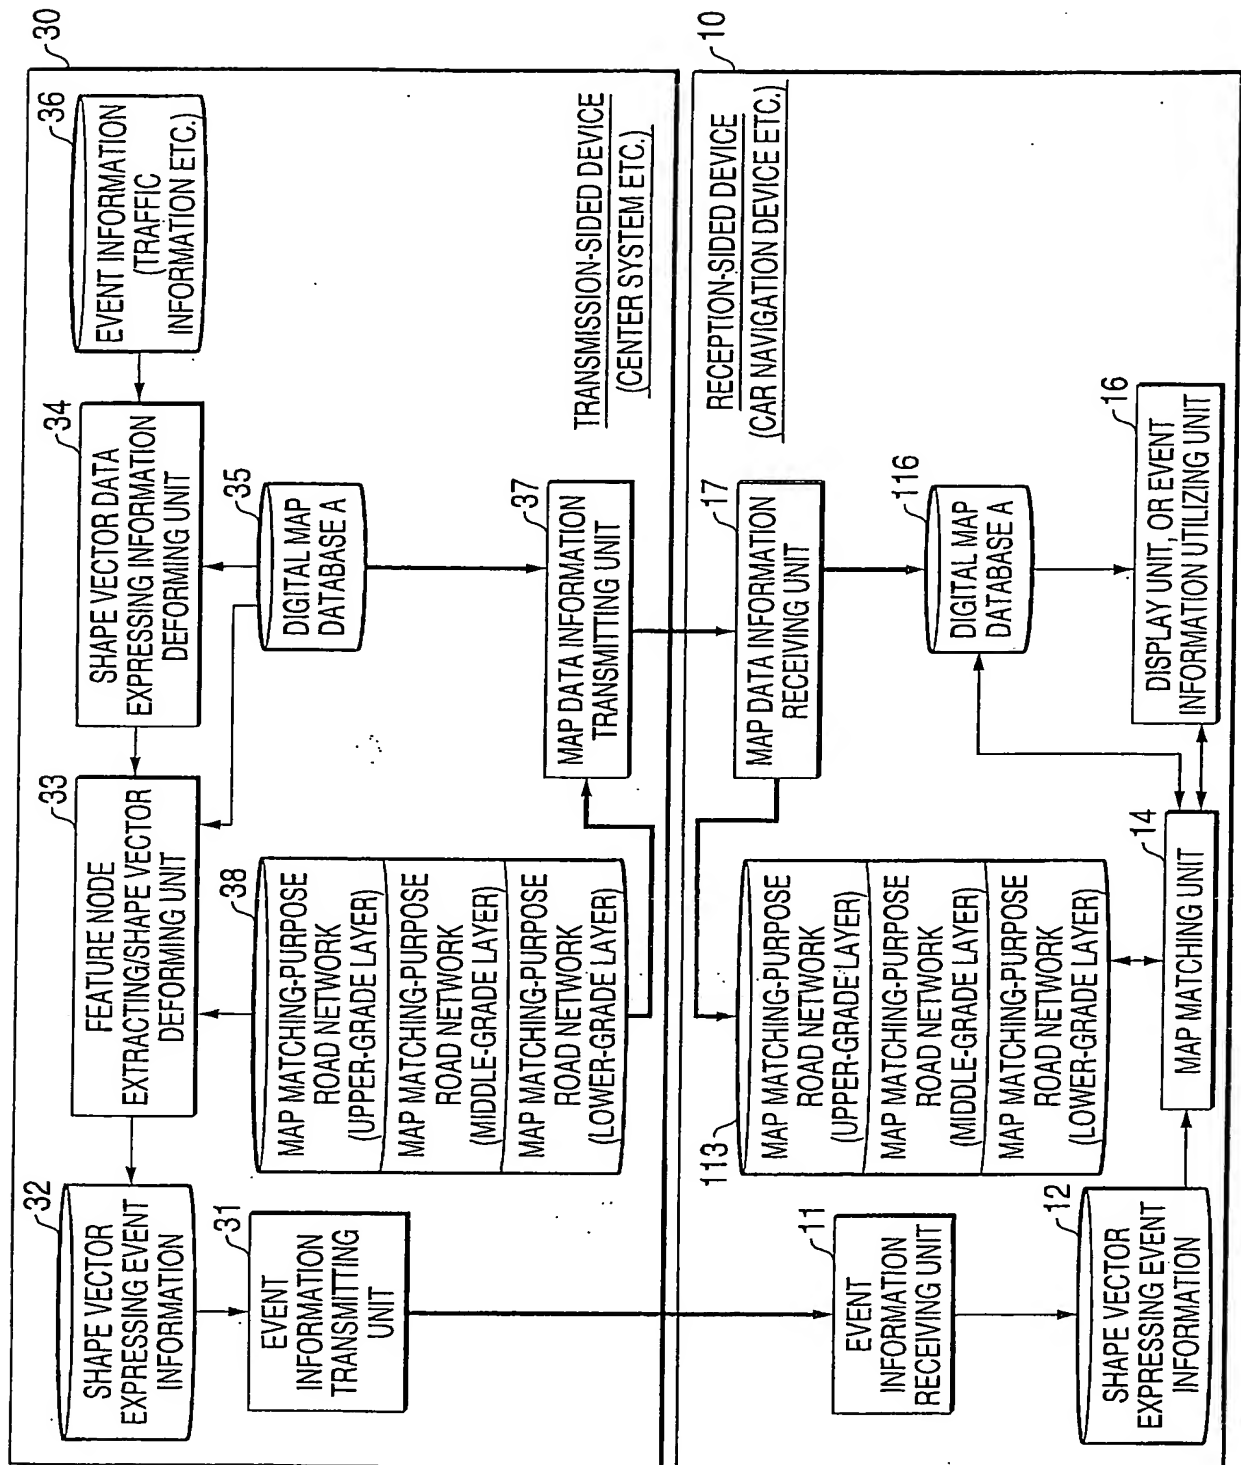 30
36
EVENT INFORMATION
(TRAFFIC
INFORMATION ETC.)
34
SHAPE VECTOR DATA
EXPRESSING INFORMATION
DEFORMING UNIT
33
FEATURE NODE
EXTRACTING/SHAPE VECTOR
DEFORMING UNIT
32
SHAPE VECTOR
EXPRESSING EVENT
INFORMATION
31
EVENT
INFORMATION
TRANSMITTING
UNIT
35
DIGITAL MAP
DATABASE A
38
MAP MATCHING-PURPOSE
ROAD NETWORK
(UPPER-GRADE LAYER)
MAP MATCHING-PURPOSE
ROAD NETWORK
(MIDDLE-GRADE LAYER)
MAP MATCHING-PURPOSE
ROAD NETWORK
(LOWER-GRADE LAYER)
37
MAP DATA INFORMATION
TRANSMITTING UNIT
TRANSMISSION-SIDED DEVICE
(CENTER SYSTEM ETC.)
10
RECEPTION-SIDED DEVICE
(CAR NAVIGATION DEVICE ETC.)
17
MAP DATA INFORMATION
RECEIVING UNIT
113
MAP MATCHING-PURPOSE
ROAD NETWORK
(UPPER-GRADE LAYER)
MAP MATCHING-PURPOSE
ROAD NETWORK
(MIDDLE-GRADE LAYER)
MAP MATCHING-PURPOSE
ROAD NETWORK
(LOWER-GRADE LAYER)
11
EVENT
INFORMATION
RECEIVING UNIT
116
DIGITAL MAP
DATABASE A
12
SHAPE VECTOR
EXPRESSING EVENT
INFORMATION
14
MAP MATCHING UNIT
16
DISPLAY UNIT, OR EVENT
INFORMATION UTILIZING UNIT